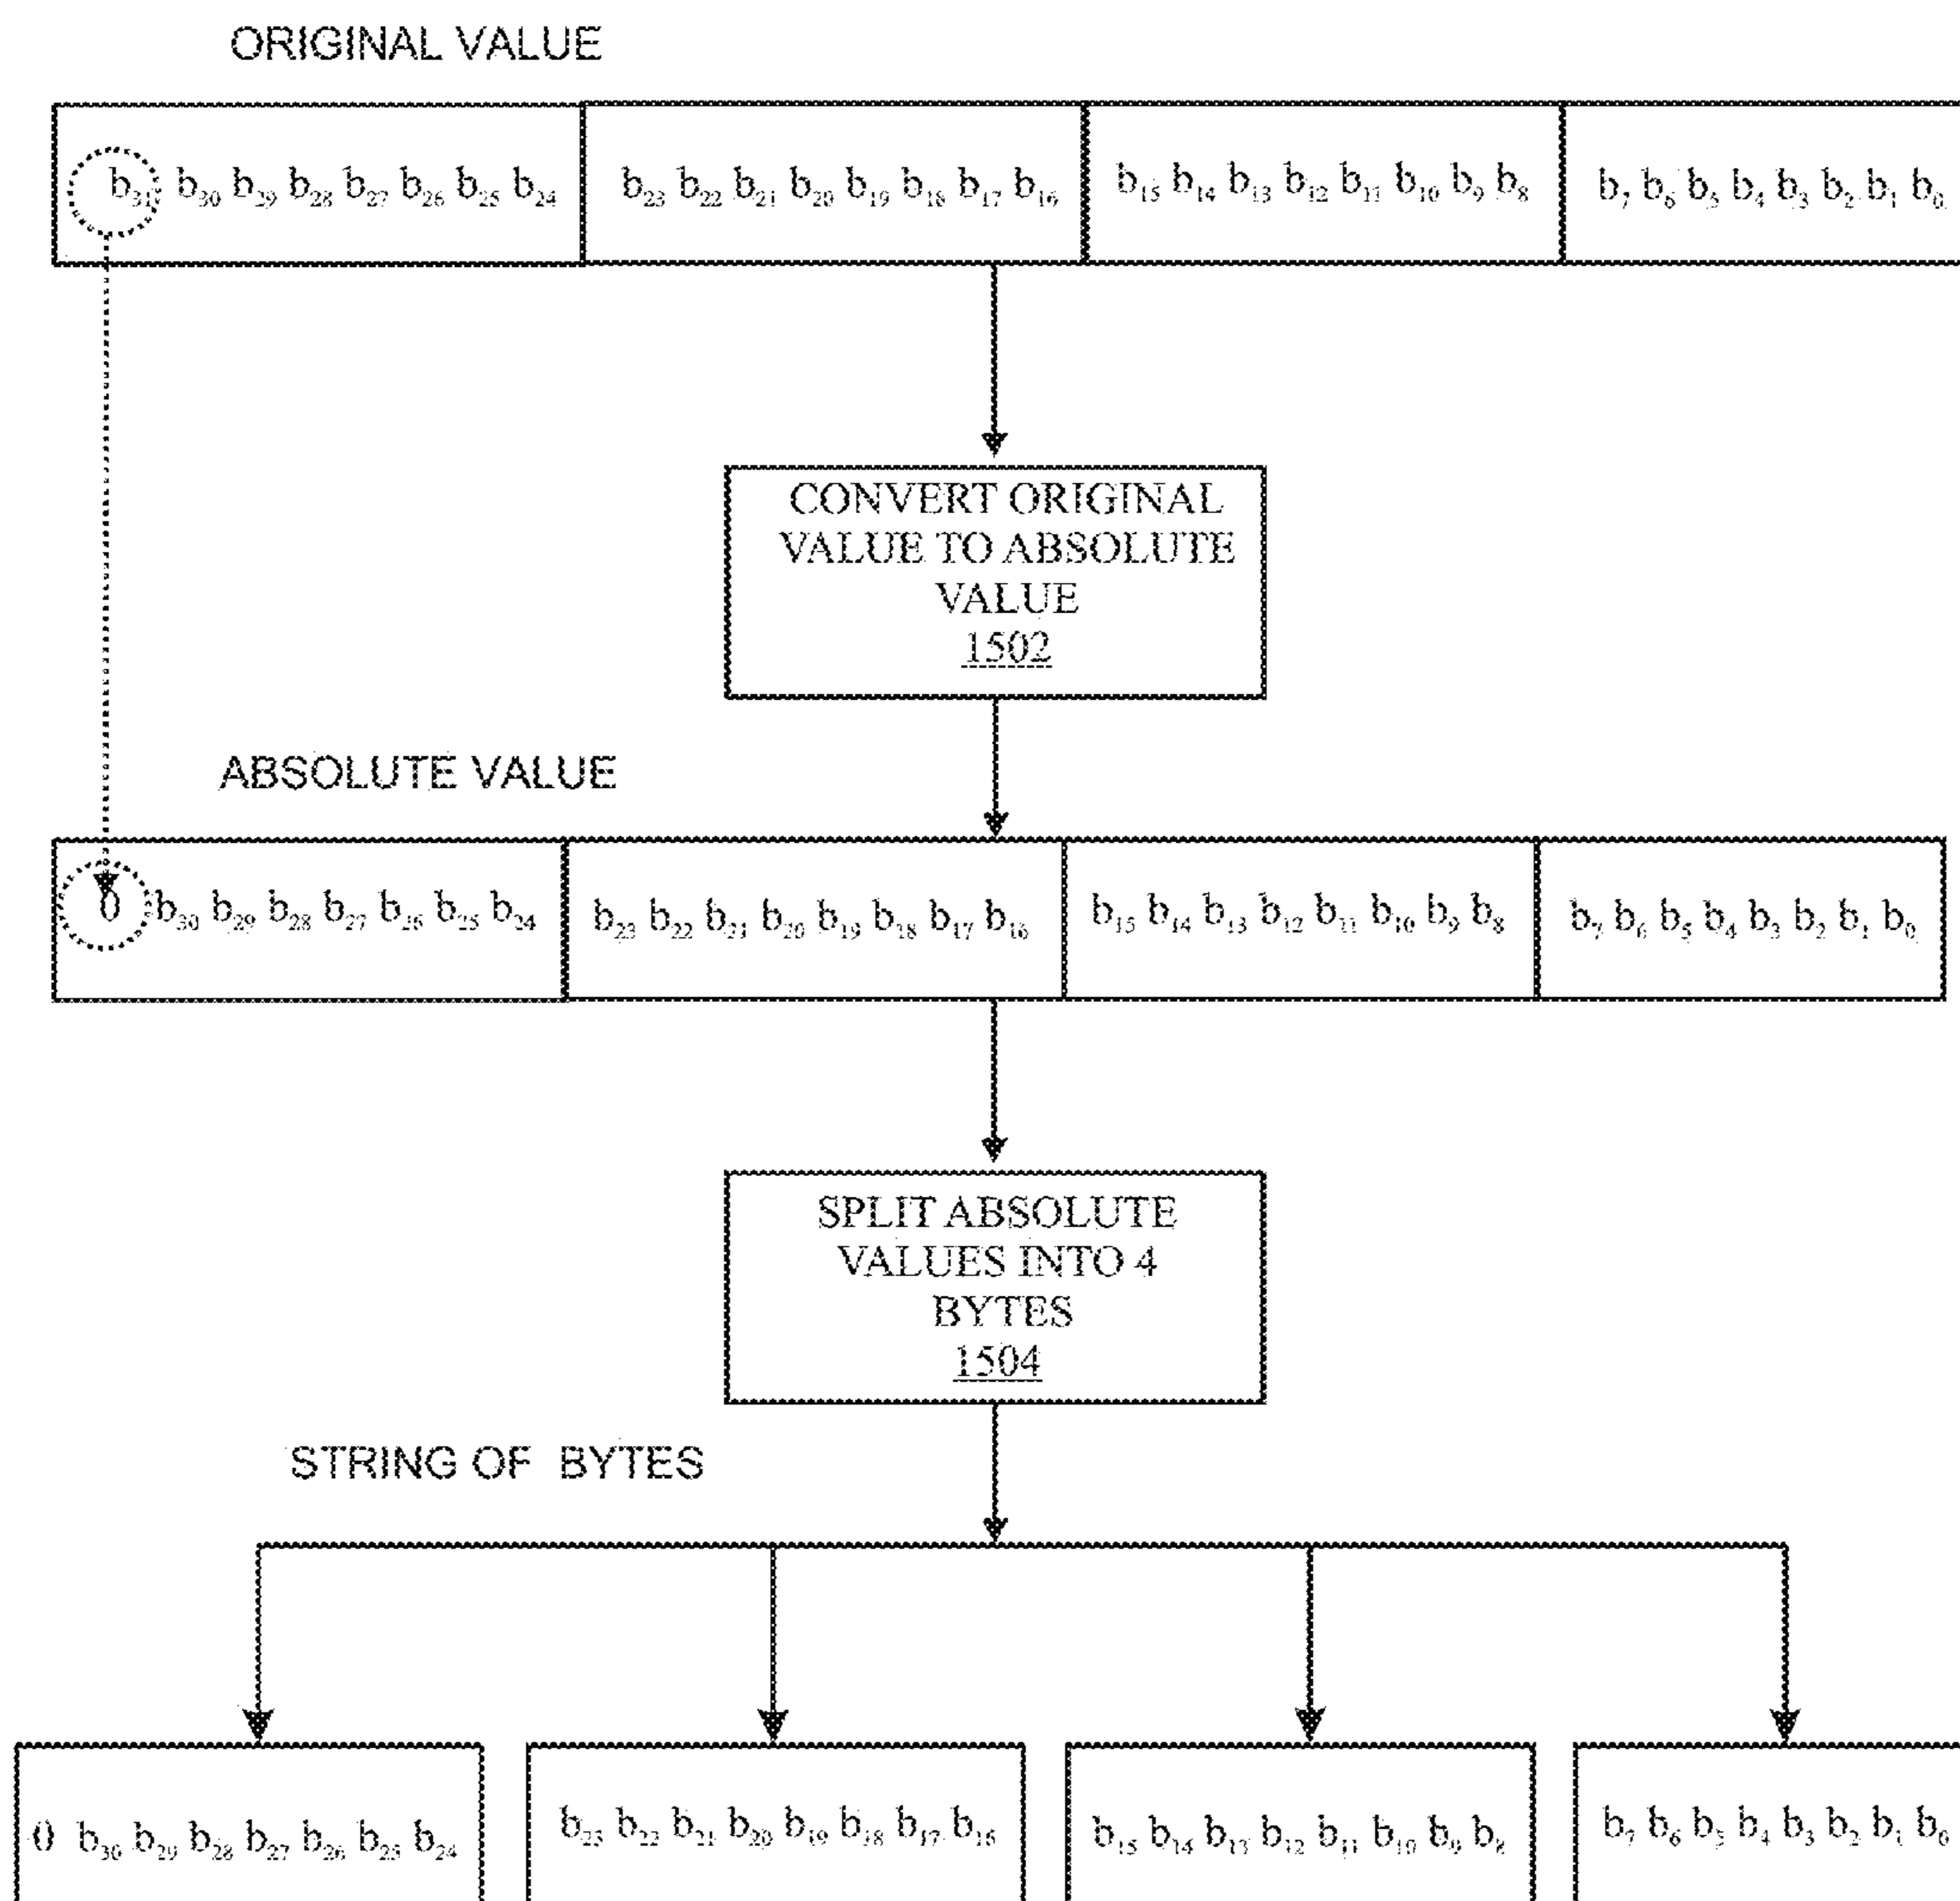 ORIGINAL VALUE
b₃₁ b₃₀ b₂₉ b₂₈ b₂₇ b₂₆ b₂₅ b₂₄ b₂₃ b₂₂ b₂₁ b₂₀ b₁₉ b₁₈ b₁₇ b₁₆ b₁₅ b₁₄ b₁₃ b₁₂ b₁₁ b₁₀ b₉ b₈ b₇ b₆ b₅ b₄ b₃ b₂ b₁ b₀
CONVERT ORIGINAL
VALUE TO ABSOLUTE
VALUE
1502
ABSOLUTE VALUE
0 b₃₀ b₂₉ b₂₈ b₂₇ b₂₆ b₂₅ b₂₄ b₂₃ b₂₂ b₂₁ b₂₀ b₁₉ b₁₈ b₁₇ b₁₆ b₁₅ b₁₄ b₁₃ b₁₂ b₁₁ b₁₀ b₉ b₈ b₇ b₆ b₅ b₄ b₃ b₂ b₁ b₀
SPLIT ABSOLUTE
VALUES INTO 4
BYTES
1504
STRING OF BYTES
0 b₃₀ b₂₉ b₂₈ b₂₇ b₂₆ b₂₅ b₂₄ b₂₃ b₂₂ b₂₁ b₂₀ b₁₉ b₁₈ b₁₇ b₁₆ b₁₅ b₁₄ b₁₃ b₁₂ b₁₁ b₁₀ b₉ b₈ b₇ b₆ b₅ b₄ b₃ b₂ b₁ b₀